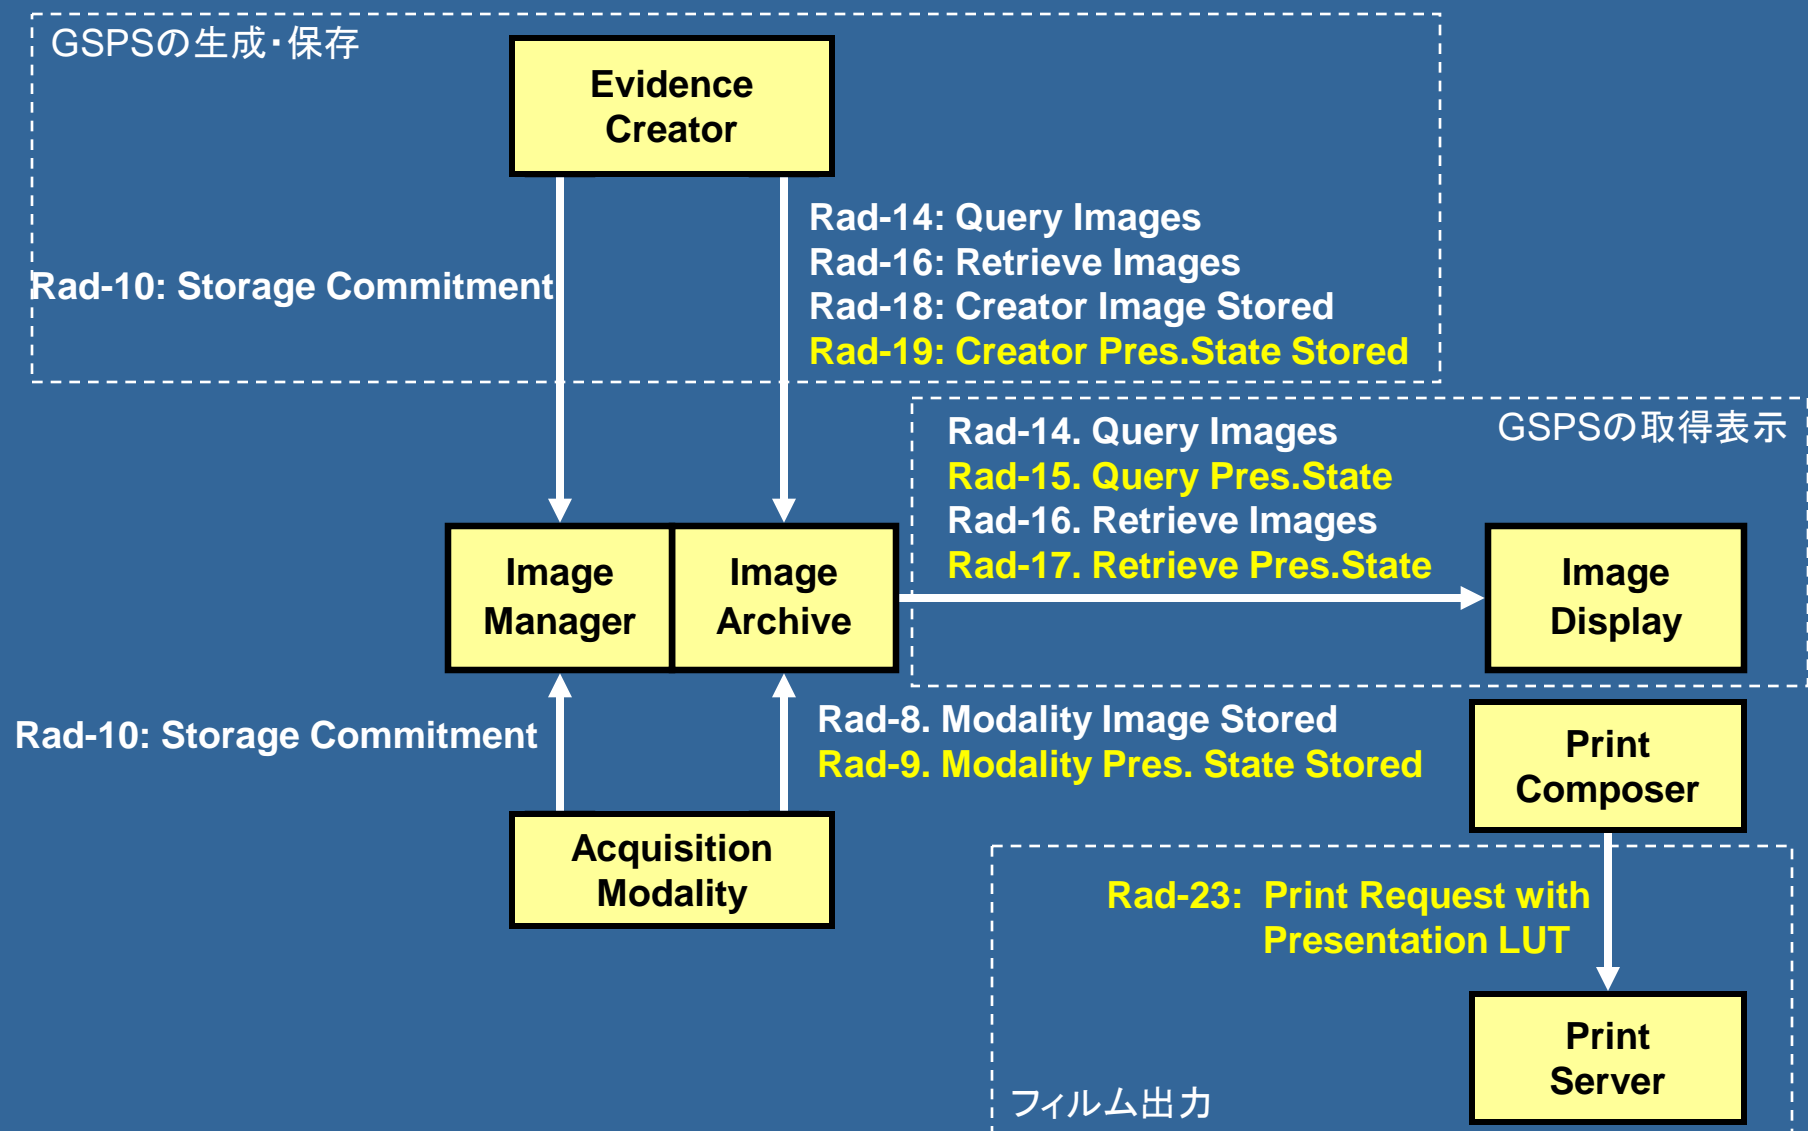 GSPSの生成・保存
Evidence
Creator
Rad-14: Query Images
Rad-16: Retrieve Images
Rad-18: Creator Image Stored
Rad-19: Creator Pres.State Stored
Rad-10: Storage Commitment
GSPSの取得表示
Rad-14. Query Images
Rad-15. Query Pres.State
Rad-16. Retrieve Images
Rad-17. Retrieve Pres.State
Image
Manager
Image
Archive
Image
Display
Rad-10: Storage Commitment
Rad-8. Modality Image Stored
Rad-9. Modality Pres. State Stored
Print
Composer
Acquisition
Modality
Rad-23: Print Request with
Presentation LUT
Print
Server
フィルム出力